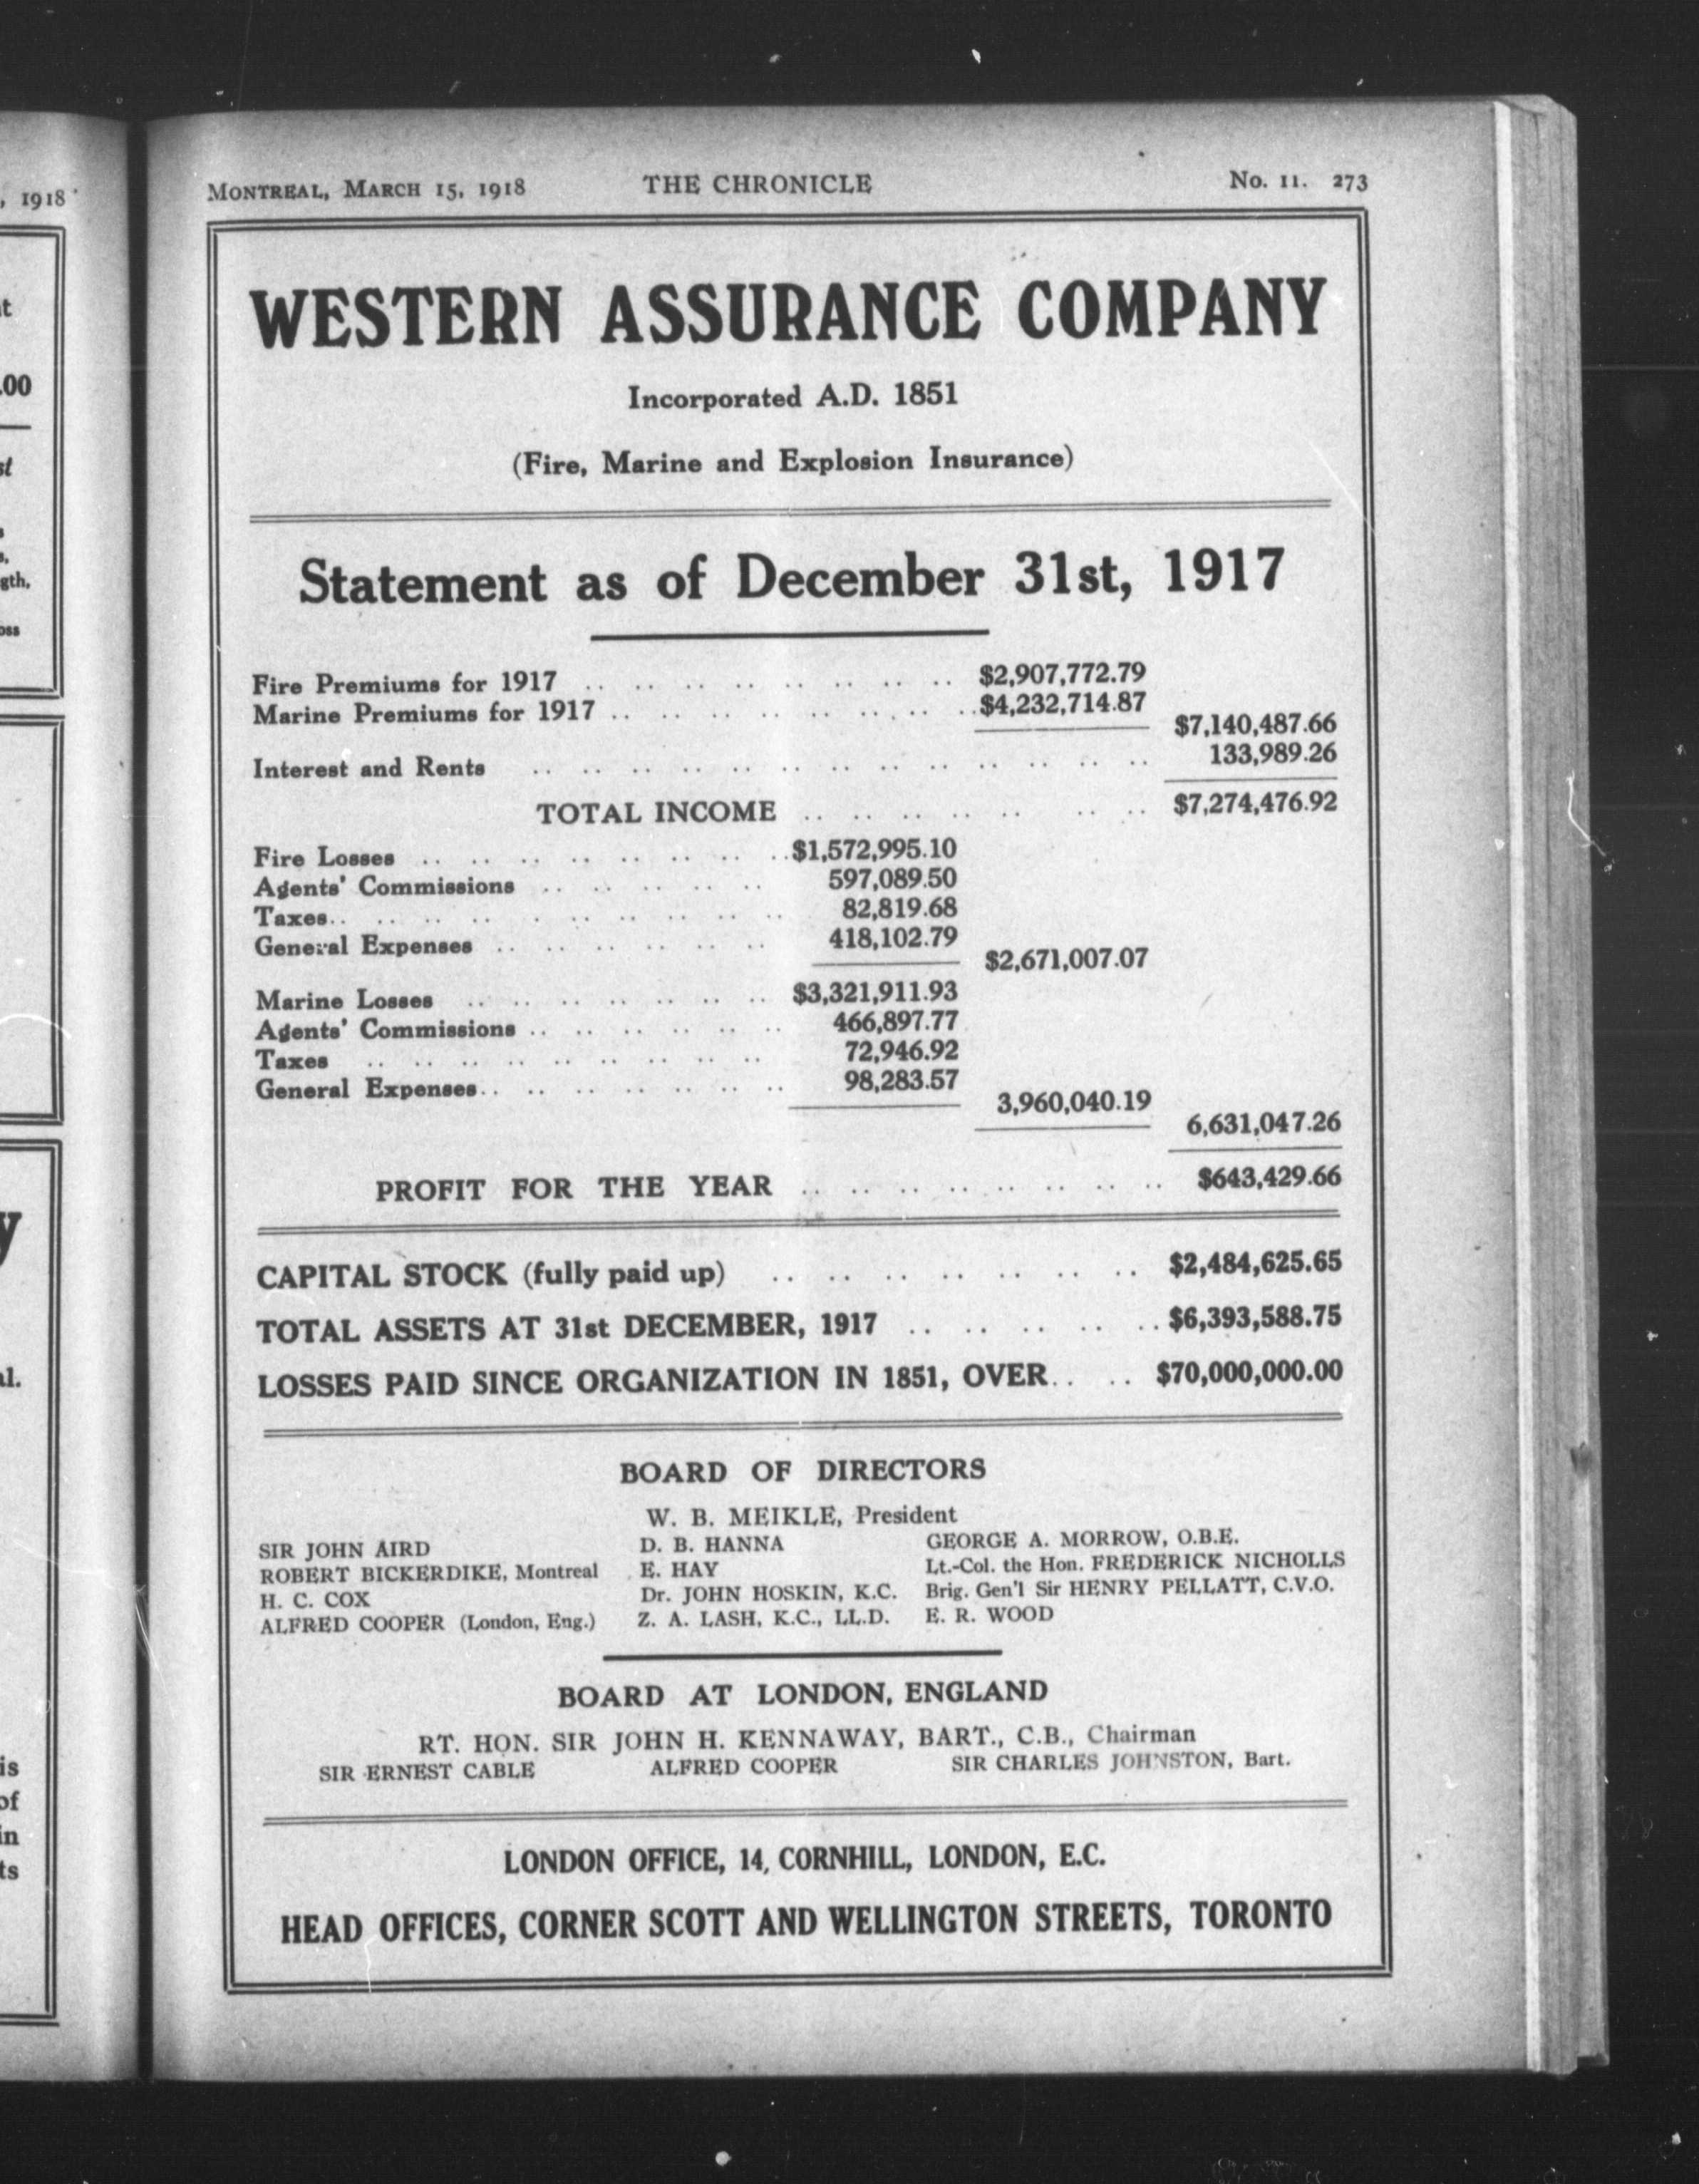 , 1918
t
.00
st
s,
gth,
oss
y
al.
is
of
in
ts
MONTREAL, MARCH 15, 1918 THE CHRONICLE No. 11. 273
WESTERN ASSURANCE COMPANY
Incorporated A.D. 1851
(Fire, Marine and Explosion Insurance)
Statement as of December 31st, 1917
Fire Premiums for 1917 .. .. .. .. .. .. .. .. $2,907,772.79
Marine Premiums for 1917 .. .. .. .. .. .. .. .. $4,232,714.87
$7,140,487.66
Interest and Rents .. .. .. .. .. .. .. .. .. .. .. .. .. 133,989.26
TOTAL INCOME .. .. .. .. .. .. .. $7,274,476.92
Fire Losses .. .. .. .. .. .. .. .. $1,572,995.10
Agents' Commissions .. .. .. .. .. 597,089.50
Taxes .. .. .. .. .. .. .. .. .. .. 82,819.68
General Expenses .. .. .. .. .. .. 418,102.79
$2,671,007.07
Marine Losses .. .. .. .. .. .. .. $3,321,911.93
Agents' Commissions .. .. .. .. .. .. 466,897.77
Taxes .. .. .. .. .. .. .. .. .. 72,946.92
General Expenses .. .. .. .. .. .. .. 98,283.57
3,960,040.19
6,631,047.26
PROFIT FOR THE YEAR .. .. .. .. .. .. .. .. $643,429.66
CAPITAL STOCK (fully paid up) .. .. .. .. .. .. .. $2,484,625.65
TOTAL ASSETS AT 31st DECEMBER, 1917 .. .. .. .. .. $6,393,588.75
LOSSES PAID SINCE ORGANIZATION IN 1851, OVER .. .. $70,000,000.00
BOARD OF DIRECTORS
W. B. MEIKLE, President
SIR JOHN AIRD D. B. HANNA GEORGE A. MORROW, O.B.E.
ROBERT BICKERDIKE, Montreal E. HAY Lt.-Col. the Hon. FREDERICK NICHOLLS
H. C. COX Dr. JOHN HOSKIN, K.C. Brig. Gen'l Sir HENRY PELLATT, C.V.O.
ALFRED COOPER (London, Eng.) Z. A. LASH, K.C., LL.D. E. R. WOOD
BOARD AT LONDON, ENGLAND
RT. HON. SIR JOHN H. KENNAWAY, BART., C.B., Chairman
SIR ERNEST CABLE ALFRED COOPER SIR CHARLES JOHNSTON, Bart.
LONDON OFFICE, 14, CORNHILL, LONDON, E.C.
HEAD OFFICES, CORNER SCOTT AND WELLINGTON STREETS, TORONTO